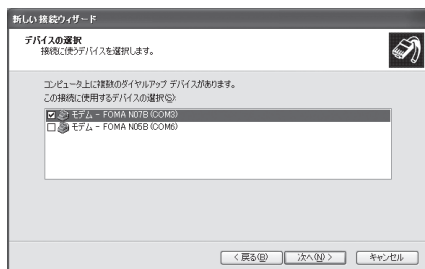 新しい接続ウィザード
デバイスの選択
接続に使うデバイスを選択します。
コンピュータ上に複数のダイヤルアップ デバイスがあります。
この接続に使用するデバイスの選択(S):
モデム - FOMA N07B (COM3)
モデム - FOMA N05B (COM6)
< 戻る(B)
次へ(N) >
キャンセル